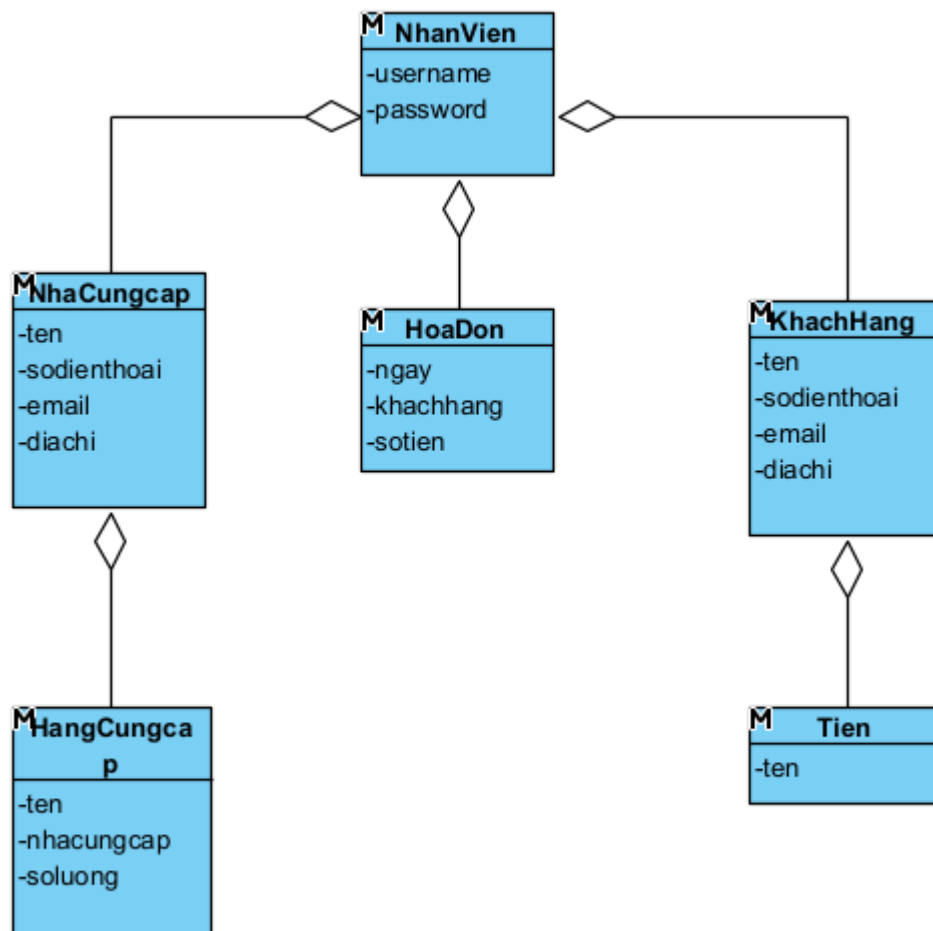 M
NhanVien
-username
-password
M
NhaCungcap
-ten
-sodienthoai
-email
-diachi
M
HoaDon
-ngay
-khachhang
-sotien
M
KhachHang
-ten
-sodienthoai
-email
-diachi
M
HangCungca
p
-ten
-nhacungcap
-soluong
M
Tien
-ten